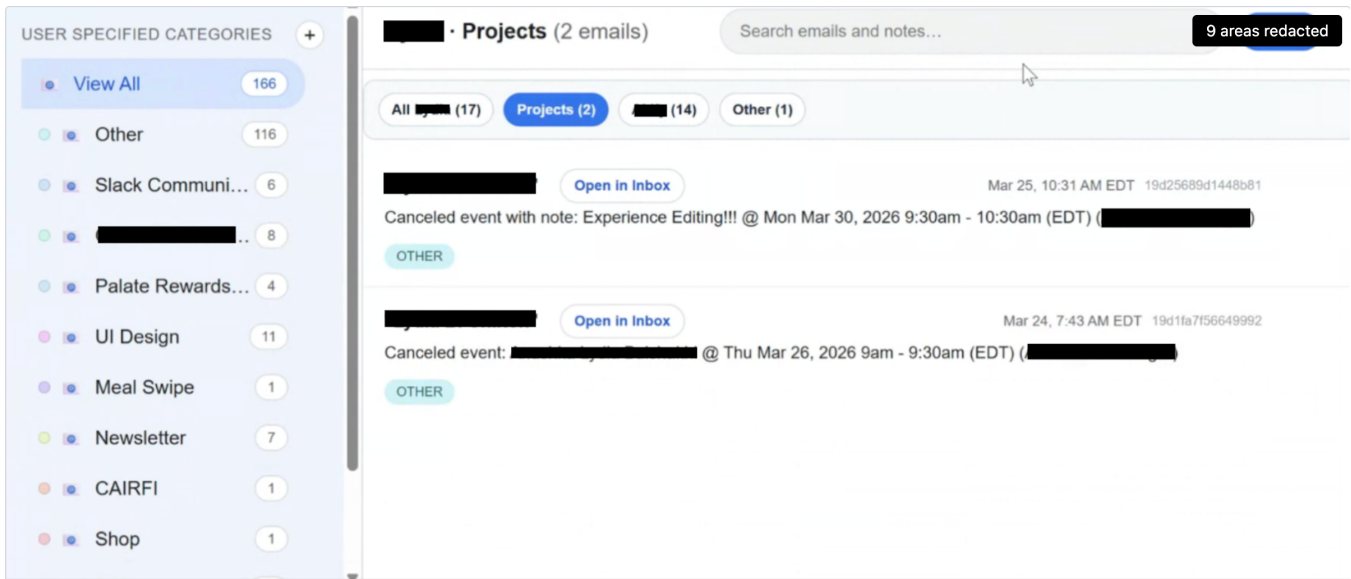 USER SPECIFIED CATEGORIES +
View All 166
Other 116
Slack Communi... 6
.. 8
Palate Rewards... 4
UI Design 11
Meal Swipe 1
Newsletter 7
CAIRFI 1
Shop 1
· Projects (2 emails)
Search emails and notes...
9 areas redacted
All (17)
Projects (2)
(14)
Other (1)
Open in Inbox
Mar 25, 10:31 AM EDT 19d25689d1448b81
Canceled event with note: Experience Editing!!! @ Mon Mar 30, 2026 9:30am - 10:30am (EDT) ( )
OTHER
Open in Inbox
Mar 24, 7:43 AM EDT 19d1fa7f56649992
Canceled event: @ Thu Mar 26, 2026 9am - 9:30am (EDT) ( )
OTHER